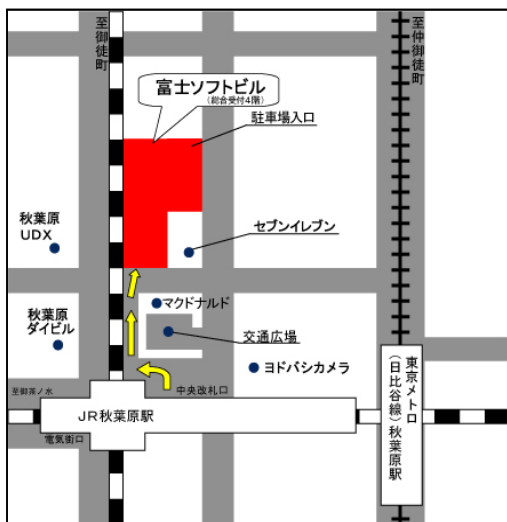 至御徒町
至仲御徒町
富士ソフトビル
(総合受付4階)
駐車場入口
秋葉原
UDX
セブンイレブン
マクドナルド
秋葉原
ダイビル
交通広場
ヨドバシカメラ
至御茶ノ水
中央改札口
JR秋葉原駅
電気街口
東京メトロ
(日比谷線)秋葉原駅